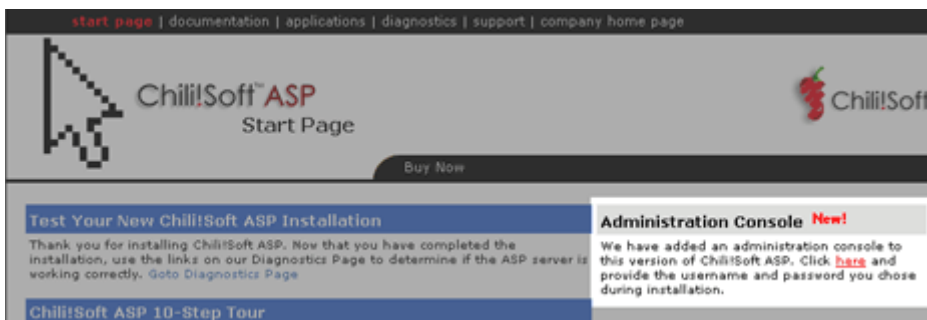 start page | documentation | applications | diagnostics | support | company home page
Chili!Soft™ ASP
Start Page
Chili!Soft
Buy Now
Test Your New Chili!Soft ASP Installation
Thank you for installing Chili!Soft ASP. Now that you have completed the
installation, use the links on our Diagnostics Page to determine if the ASP server is
working correctly. Goto Diagnostics Page
Chili!Soft ASP 10-Step Tour
Administration Console New!
We have added an administration console to
this version of Chili!Soft ASP. Click here and
provide the username and password you chose
during installation.